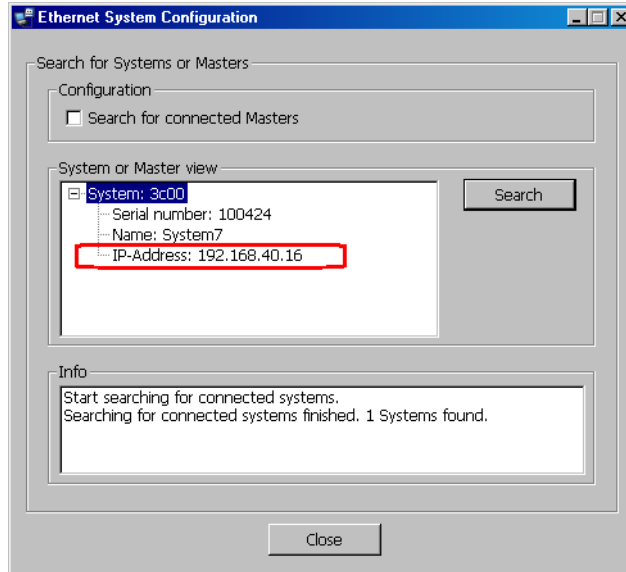 Ethernet System Configuration
Search for Systems or Masters
Configuration
Search for connected Masters
System or Master view
System: 3c00
Serial number: 100424
Name: System7
IP-Address: 192.168.40.16
Search
Info
Start searching for connected systems.
Searching for connected systems finished. 1 Systems found.
Close